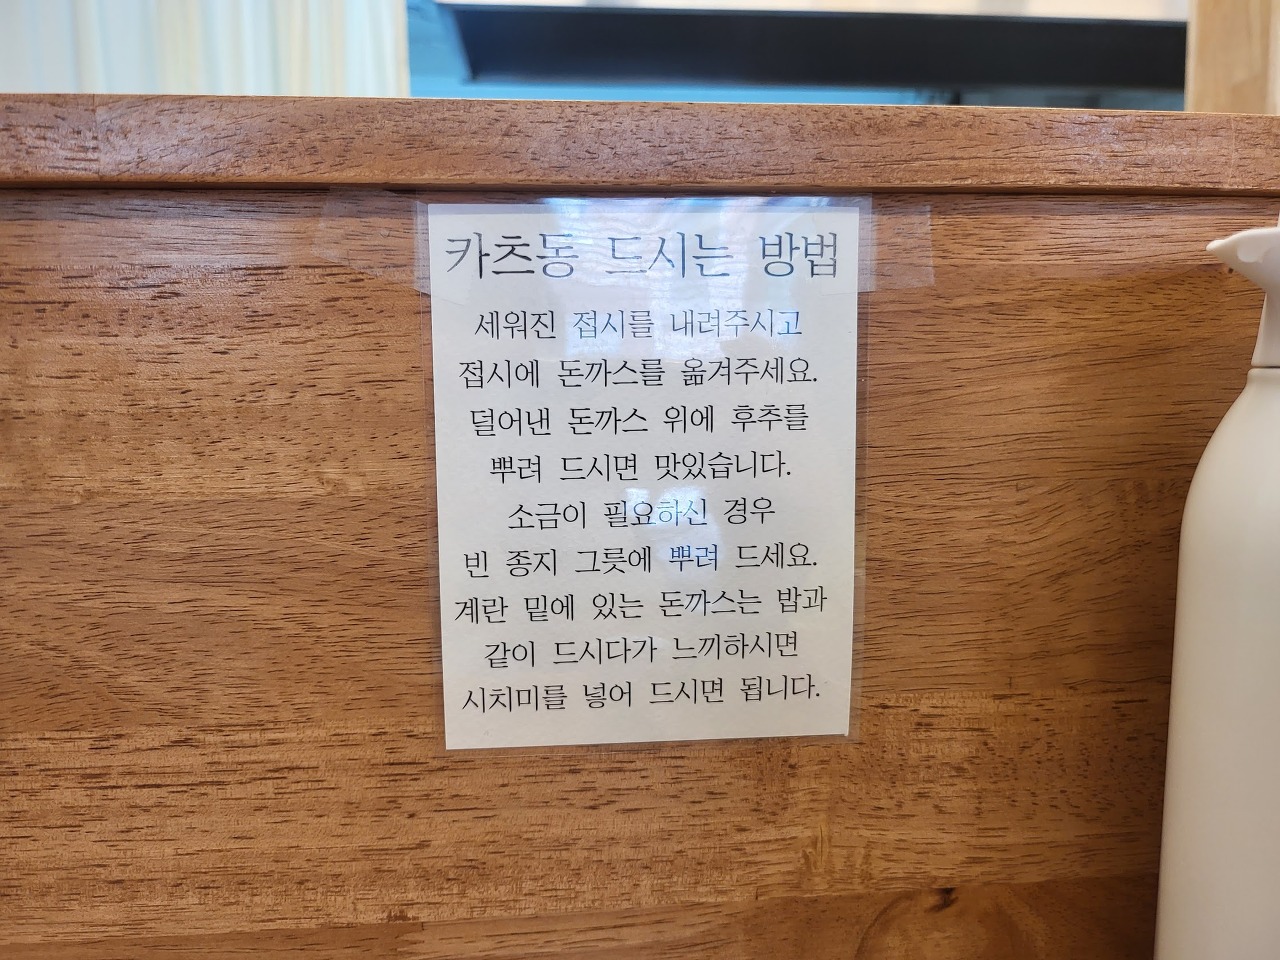 카츠동 드시는 방법
세워진 접시를 내려주시고
접시에 돈까스를 옮겨주세요.
덜어낸 돈까스 위에 후추를
뿌려 드시면 맛있습니다.
소금이 필요하신 경우
빈 종지 그릇에 뿌려 드세요.
계란 밑에 있는 돈까스는 밥과
같이 드시다가 느끼하시면
시치미를 넣어 드시면 됩니다.